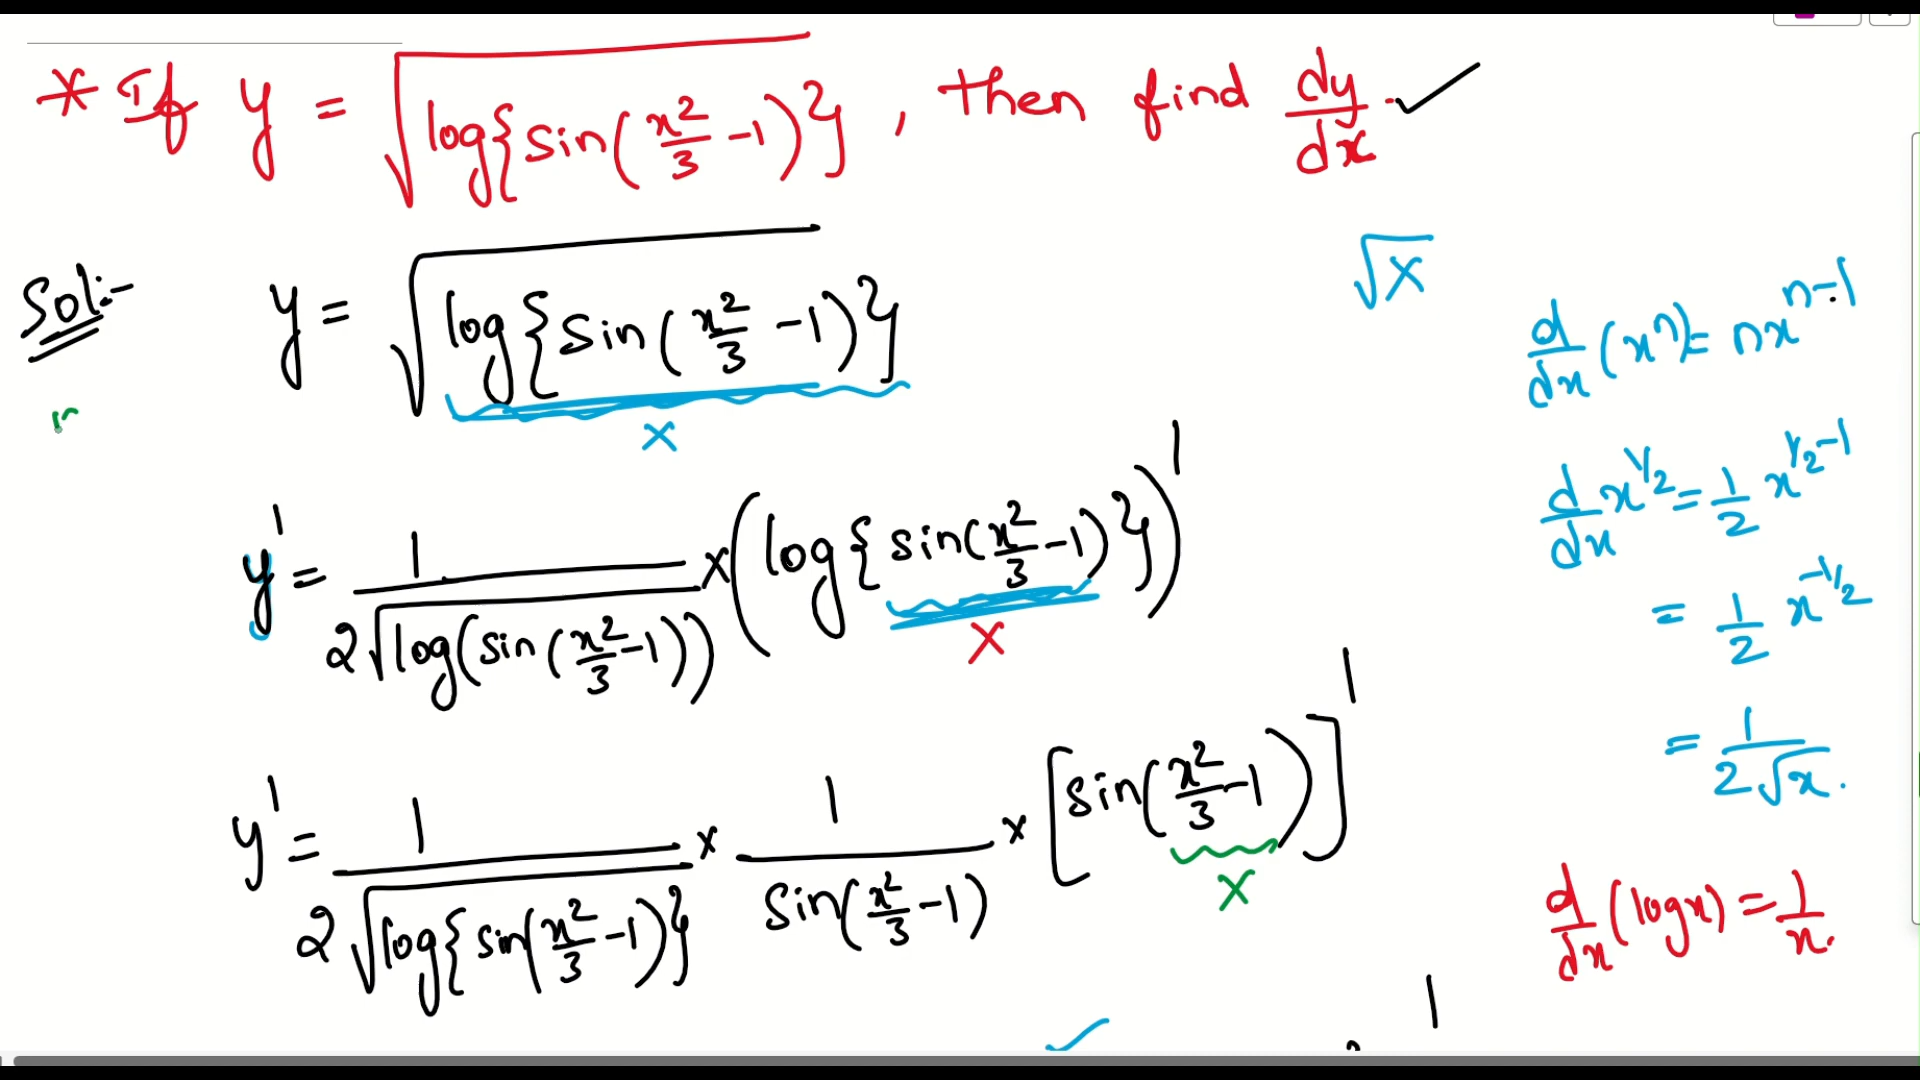 * If y = √log{sin(x²/3 -1)}, then find dy/dx. ✓
Sol:- y = √log{sin(x²/3 -1)}
x
√x
d/dx (xⁿ) = nx^(n-1)
y' = 1/(2√log(sin(x²/3 -1))) × (log{sin(x²/3 -1)})'
x
d/dx x^(1/2) = 1/2 x^(1/2 -1)
= 1/2 x^(-1/2)
= 1/(2√x).
y' = 1/(2√log{sin(x²/3 -1)}) × 1/sin(x²/3 -1) × [sin(x²/3 -1)]'
x
d/dx (logx) = 1/x.